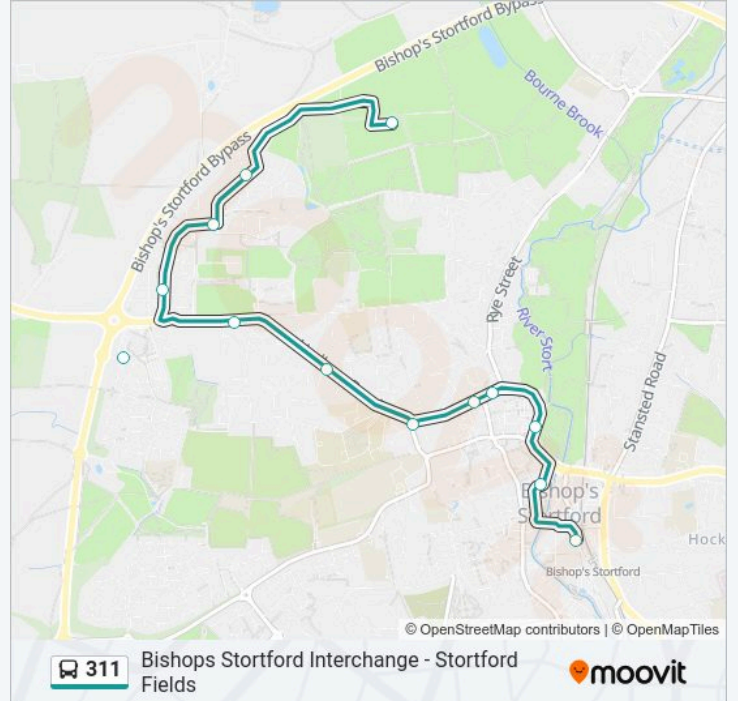 Bishop's Stortford Bypass
Bourne Brook
Bishop's Stortford Bypass
Rye Street
River Stort
Stansted Road
Bishop's
Stortford
Hock
Bishop's Stortford
© OpenStreetMap contributors | © OpenMapTiles
311
Bishops Stortford Interchange - Stortford
Fields
moovit